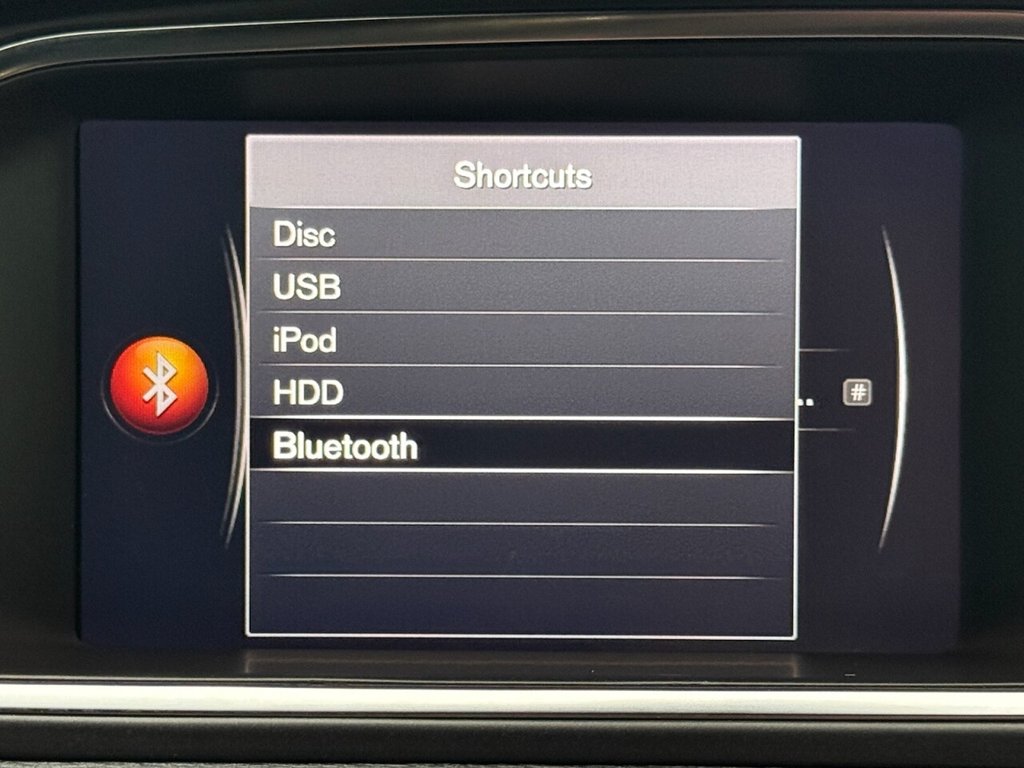 Shortcuts
Disc
USB
iPod
HDD
.. #
Bluetooth